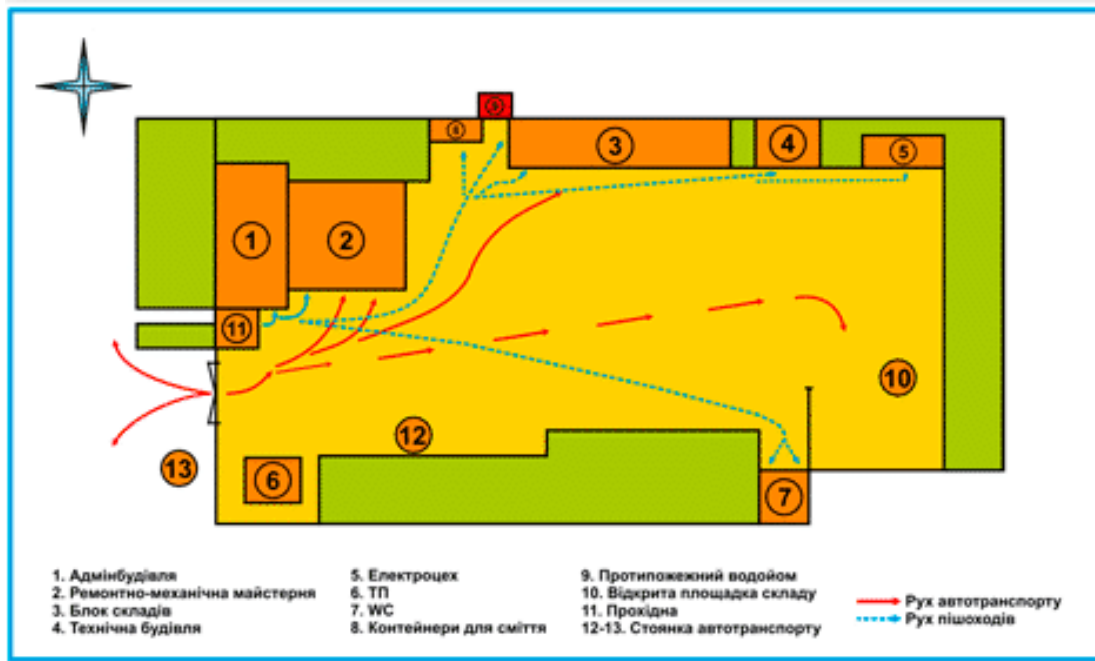 9
8
3
4
5
1
2
11
10
12
13
6
7
1. Адмінбудівля
2. Ремонтно-механічна майстерня
3. Блок складів
4. Технічна будівля
5. Електроцех
6. ТП
7. WC
8. Контейнери для сміття
9. Протипожежний водойом
10. Відкрита площадка складу
11. Прохідна
12-13. Стоянка автотранспорту
Рух автотранспорту
Рух пішоходів